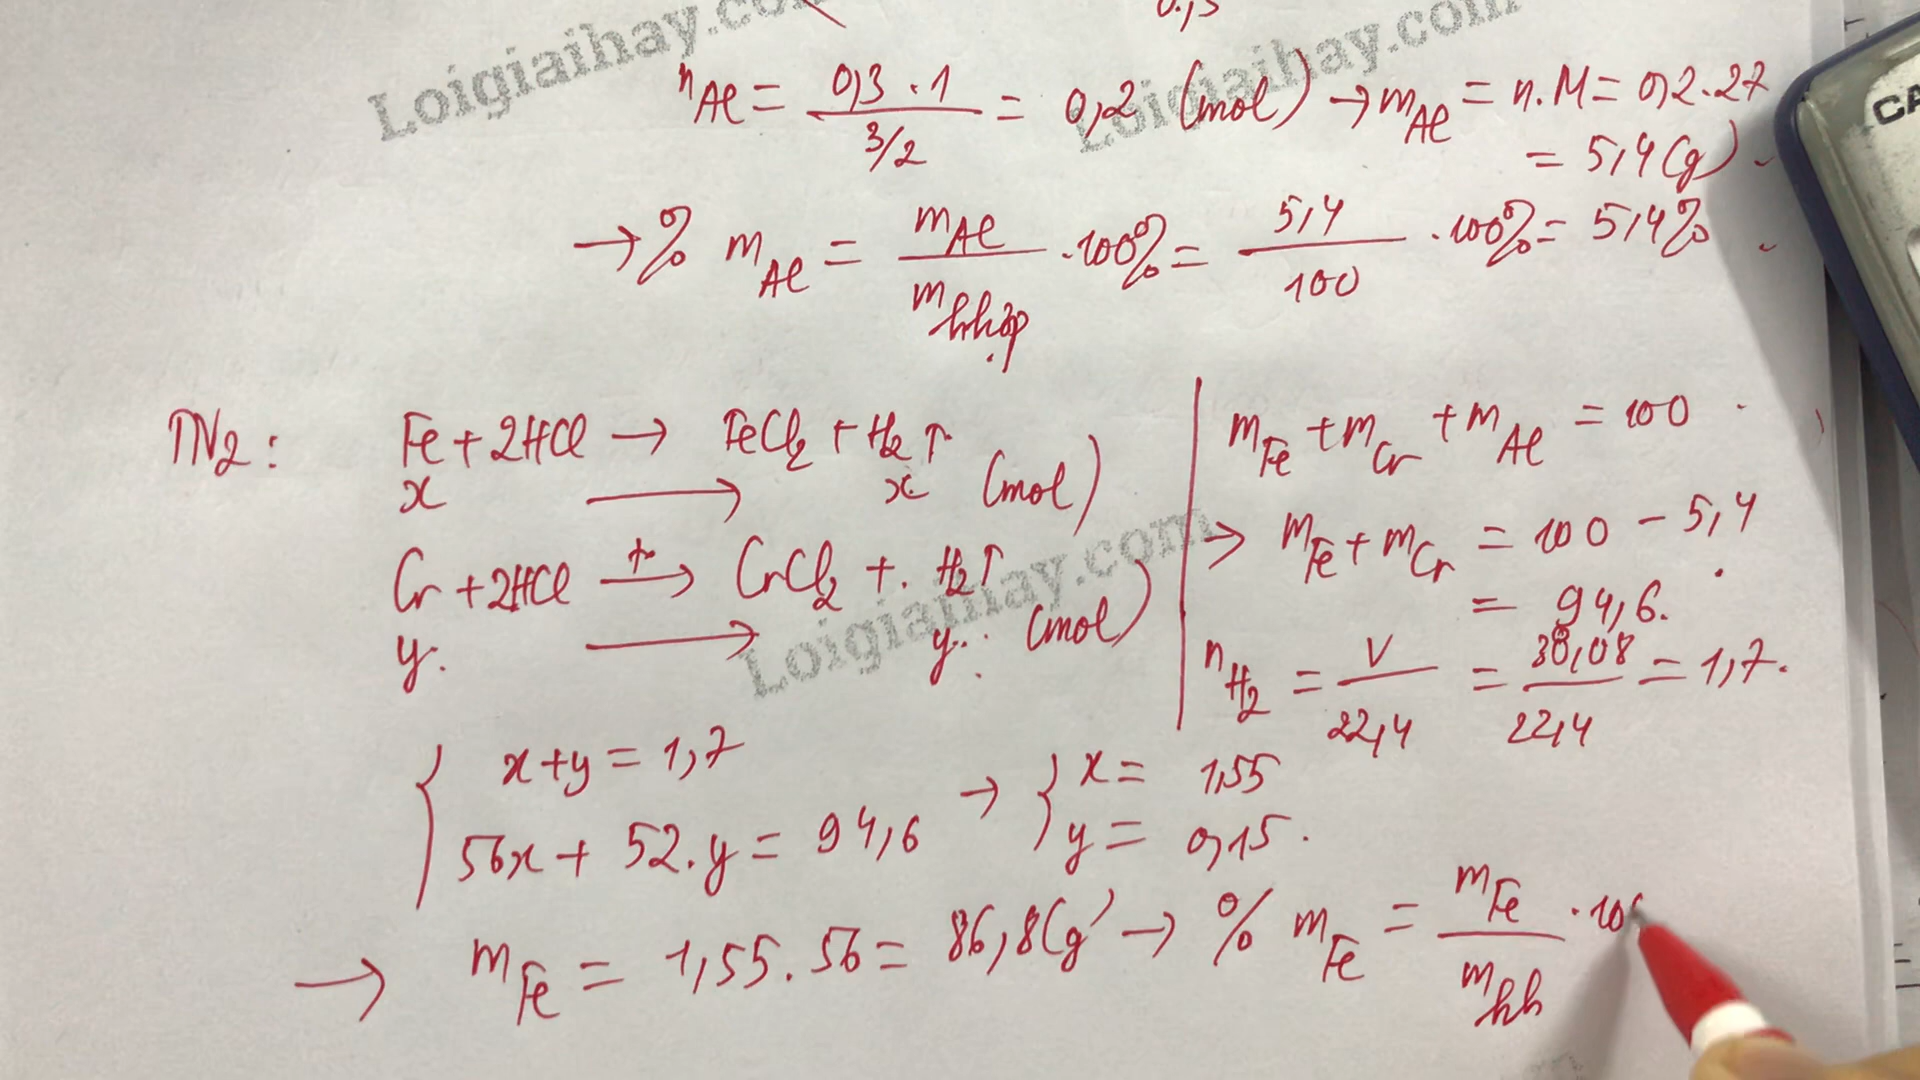 0,3
n_Al = (0,3 . 1)/(3/2) = 0,2 (mol) → m_Al = n.M = 0,2.27
= 5,4(g).
→ % m_Al = m_Al/m_hhợp .100% = 5,4/100 .100% = 5,4%
TN2:
Fe + 2HCl → FeCl2 + H2↑
x → x (mol)
Cr + 2HCl →(t°) CrCl2 + H2↑
y. → y. (mol)
m_Fe + m_Cr + m_Al = 100
=> m_Fe + m_Cr = 100 - 5,4
= 94,6.
n_H2 = V/22,4 = 38,08/22,4 = 1,7.
{ x+y = 1,7 → { x = 1,55
56x + 52.y = 94,6 y = 0,15.
→ m_Fe = 1,55.56 = 86,8(g) → % m_Fe = m_Fe/m_hh .100
Loigiaihay.com
Loigiaihay.com
Loigiaihay.com
CA